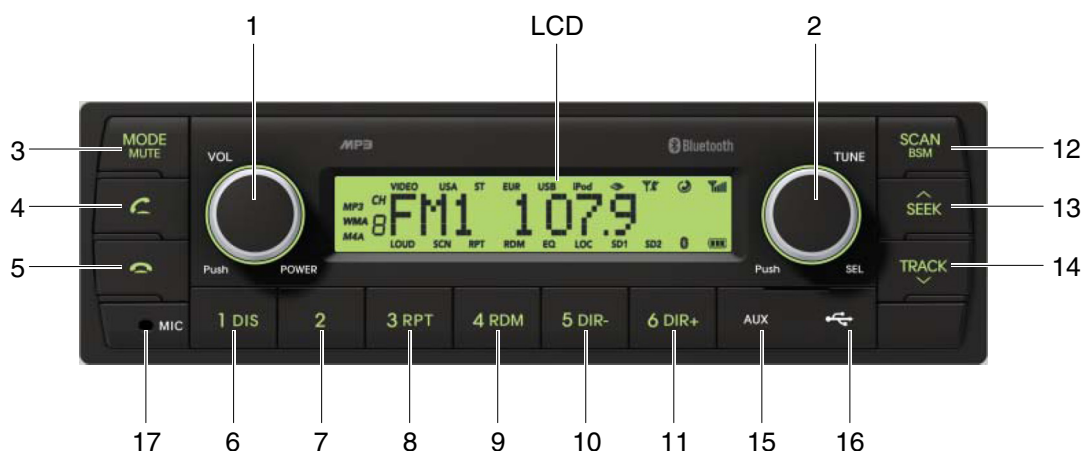 1 LCD 2
MODE
MUTE
3
VOL
MP3
Bluetooth
TUNE
SCAN
BSM
12
4
VIDEO USA ST EUR USB iPod
MP3 CH
WMA 8 FM1 107.9
M4A
LOUD SCN RPT RDM EQ LOC SD1 SD2
SEEK
13
5
Push POWER
Push SEL
TRACK
14
MIC
1 DIS
2
3 RPT
4 RDM
5 DIR-
6 DIR+
AUX
17 6 7 8 9 10 11 15 16